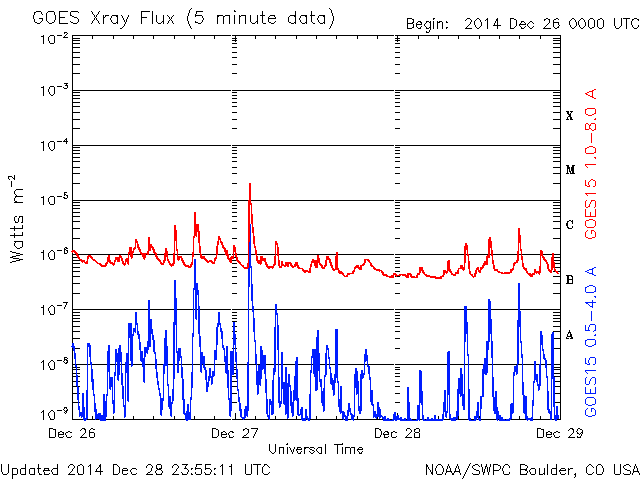 GOES Xray Flux (5 minute data)
Begin: 2014 Dec 26 0000 UTC
10-2
10-3
10-4
10-5
10-6
10-7
10-8
10-9
Watts m-2
X
M
C
B
A
GOES15 1.0-8.0 A
GOES15 0.5-4.0 A
Dec 26
Dec 27
Dec 28
Dec 29
Universal Time
Updated 2014 Dec 28 23:55:11 UTC
NOAA/SWPC Boulder, CO USA